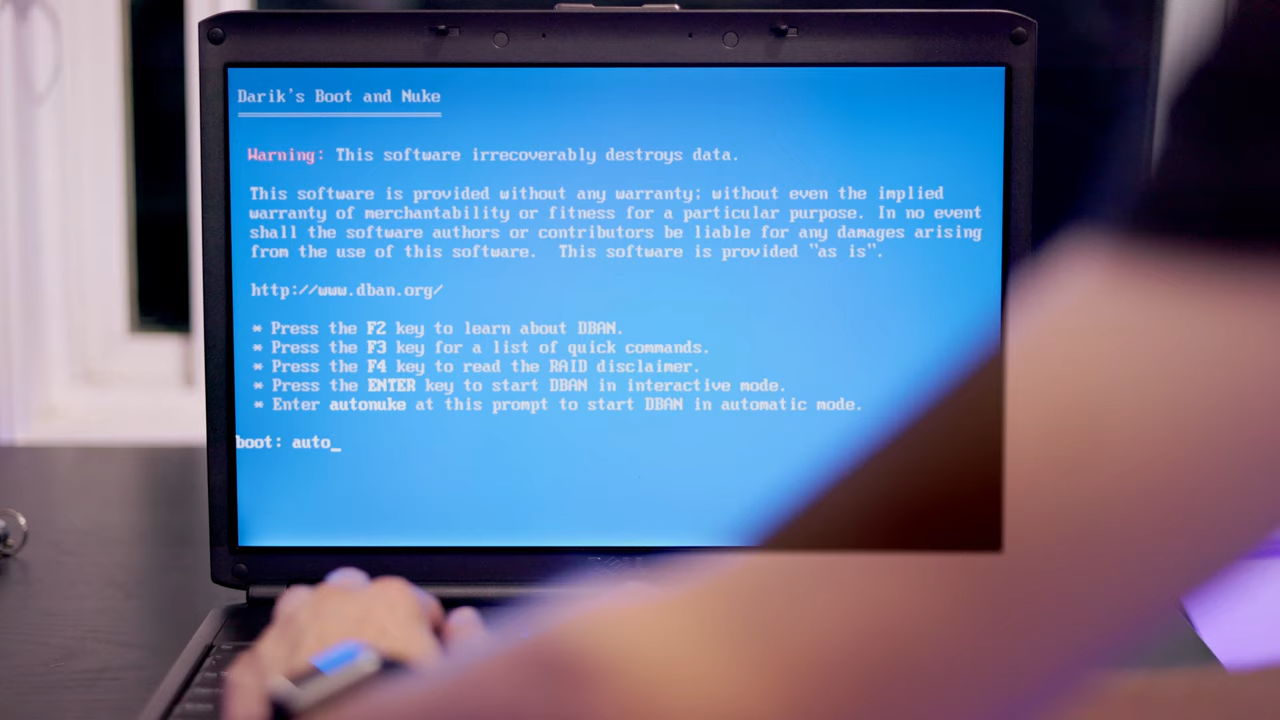 Darik's Boot and Nuke
Warning: This software irrecoverably destroys data.
This software is provided without any warranty; without even the implied
warranty of merchantability or fitness for a particular purpose. In no event
shall the software authors or contributors be liable for any damages arising
from the use of this software.  This software is provided "as is".
http://www.dban.org/
* Press the F2 key to learn about DBAN.
* Press the F3 key for a list of quick commands.
* Press the F4 key to read the RAID disclaimer.
* Press the ENTER key to start DBAN in interactive mode.
* Enter autonuke at this prompt to start DBAN in automatic mode.
boot: auto_